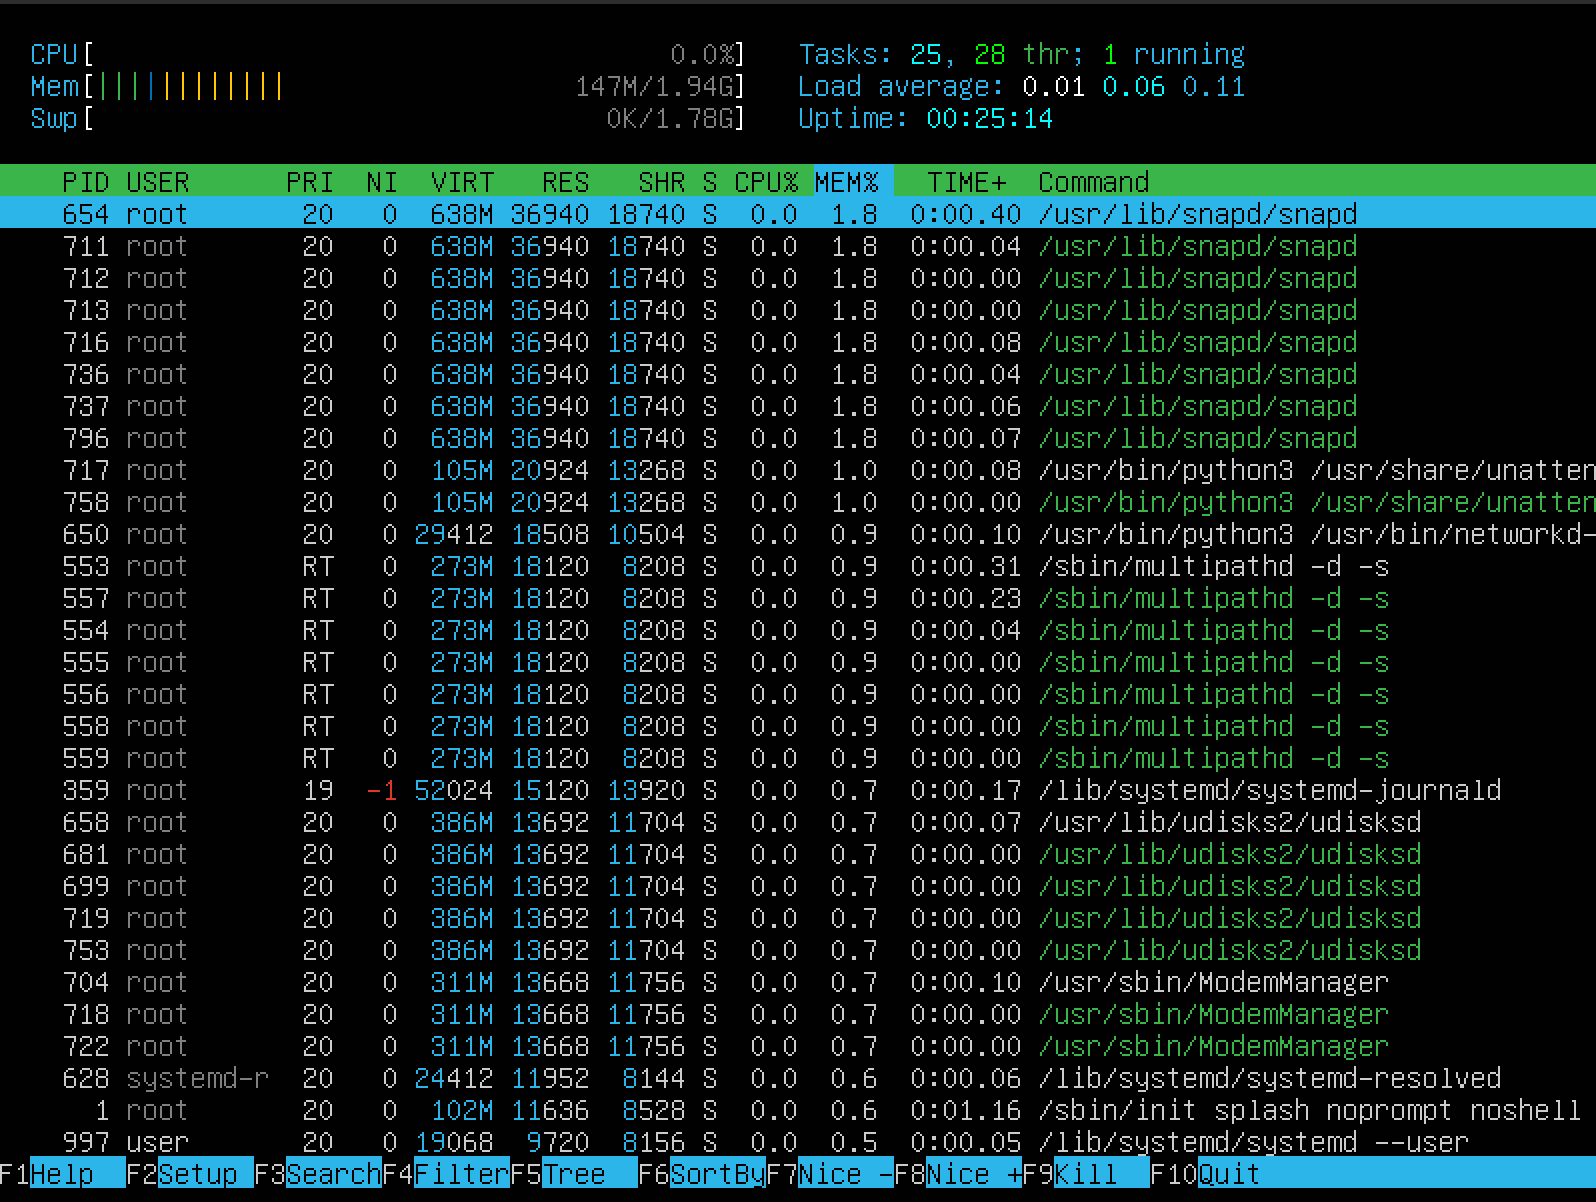 CPU[ 0.0%] Tasks: 25, 28 thr; 1 running
Mem[||||||||||||| 147M/1.94G] Load average: 0.01 0.06 0.11
Swp[ 0K/1.78G] Uptime: 00:25:14
PID USER PRI NI VIRT RES SHR S CPU% MEM% TIME+ Command
654 root 20 0 638M 36940 18740 S 0.0 1.8 0:00.40 /usr/lib/snapd/snapd
711 root 20 0 638M 36940 18740 S 0.0 1.8 0:00.04 /usr/lib/snapd/snapd
712 root 20 0 638M 36940 18740 S 0.0 1.8 0:00.00 /usr/lib/snapd/snapd
713 root 20 0 638M 36940 18740 S 0.0 1.8 0:00.00 /usr/lib/snapd/snapd
716 root 20 0 638M 36940 18740 S 0.0 1.8 0:00.08 /usr/lib/snapd/snapd
736 root 20 0 638M 36940 18740 S 0.0 1.8 0:00.04 /usr/lib/snapd/snapd
737 root 20 0 638M 36940 18740 S 0.0 1.8 0:00.06 /usr/lib/snapd/snapd
796 root 20 0 638M 36940 18740 S 0.0 1.8 0:00.07 /usr/lib/snapd/snapd
717 root 20 0 105M 20924 13268 S 0.0 1.0 0:00.08 /usr/bin/python3 /usr/share/unatten
758 root 20 0 105M 20924 13268 S 0.0 1.0 0:00.00 /usr/bin/python3 /usr/share/unatten
650 root 20 0 29412 18508 10504 S 0.0 0.9 0:00.10 /usr/bin/python3 /usr/bin/networkd-
553 root RT 0 273M 18120 8208 S 0.0 0.9 0:00.31 /sbin/multipathd -d -s
557 root RT 0 273M 18120 8208 S 0.0 0.9 0:00.23 /sbin/multipathd -d -s
554 root RT 0 273M 18120 8208 S 0.0 0.9 0:00.04 /sbin/multipathd -d -s
555 root RT 0 273M 18120 8208 S 0.0 0.9 0:00.00 /sbin/multipathd -d -s
556 root RT 0 273M 18120 8208 S 0.0 0.9 0:00.00 /sbin/multipathd -d -s
558 root RT 0 273M 18120 8208 S 0.0 0.9 0:00.00 /sbin/multipathd -d -s
559 root RT 0 273M 18120 8208 S 0.0 0.9 0:00.00 /sbin/multipathd -d -s
359 root 19 -1 52024 15120 13920 S 0.0 0.7 0:00.17 /lib/systemd/systemd-journald
658 root 20 0 386M 13692 11704 S 0.0 0.7 0:00.07 /usr/lib/udisks2/udisksd
681 root 20 0 386M 13692 11704 S 0.0 0.7 0:00.00 /usr/lib/udisks2/udisksd
699 root 20 0 386M 13692 11704 S 0.0 0.7 0:00.00 /usr/lib/udisks2/udisksd
719 root 20 0 386M 13692 11704 S 0.0 0.7 0:00.00 /usr/lib/udisks2/udisksd
753 root 20 0 386M 13692 11704 S 0.0 0.7 0:00.00 /usr/lib/udisks2/udisksd
704 root 20 0 311M 13668 11756 S 0.0 0.7 0:00.10 /usr/sbin/ModemManager
718 root 20 0 311M 13668 11756 S 0.0 0.7 0:00.00 /usr/sbin/ModemManager
722 root 20 0 311M 13668 11756 S 0.0 0.7 0:00.00 /usr/sbin/ModemManager
628 systemd-r 20 0 24412 11952 8144 S 0.0 0.6 0:00.06 /lib/systemd/systemd-resolved
1 root 20 0 102M 11636 8528 S 0.0 0.6 0:01.16 /sbin/init splash noprompt noshell
997 user 20 0 19068 9720 8156 S 0.0 0.5 0:00.05 /lib/systemd/systemd --user
F1Help F2Setup F3SearchF4FilterF5Tree F6SortByF7Nice -F8Nice +F9Kill F10Quit